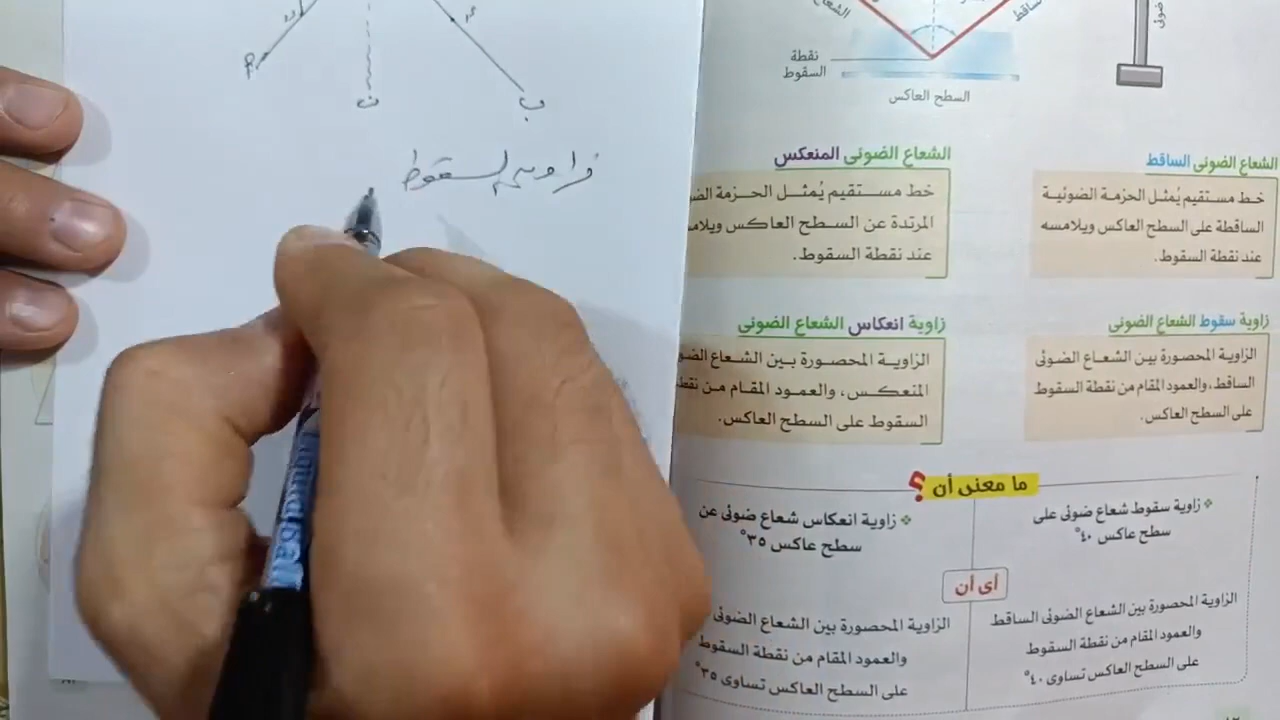 ن
ب
زاوية السقوط
الشعاع
ساقط
نقطة
السقوط
السطح العاكس
الشعاع الضوئى الساقط
خط مستقيم يُمثل الحزمة الضوئية
الساقطة على السطح العاكس ويلامسه
عند نقطة السقوط.
الشعاع الضوئى المنعكس
خط مستقيم يُمثل الحزمة
المرتدة عن السطح العاكس
عند نقطة السقوط.
زاوية سقوط الشعاع الضوئى
الزاوية المحصورة بين الشعاع الضوئى
الساقط، والعمود المقام من نقطة السقوط
على السطح العاكس.
زاوية انعكاس الشعاع الضوئى
الزاوية المحصورة بين الشعاع
المنعكس، والعمود المقام من
السقوط على السطح العاكس.
ما معنى أن ؟
زاوية سقوط شعاع ضوئى على
سطح عاكس ٤٠°
زاوية انعكاس شعاع ضوئى عن
سطح عاكس ٣٥°
أى أن
الزاوية المحصورة بين الشعاع الضوئى الساقط
والعمود المقام من نقطة السقوط
على السطح العاكس تساوى ٤٠°
الزاوية المحصورة بين الشعاع الضوئى
والعمود المقام من نقطة السقوط
على السطح العاكس تساوى ٣٥°